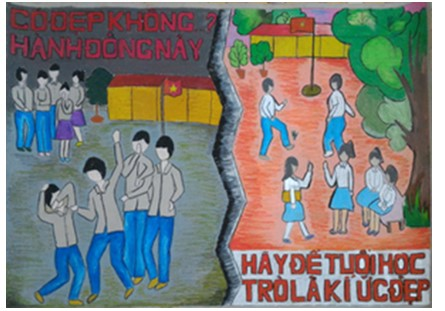 CÓ ĐẸP KHÔNG...?
HÀNH ĐỘNG NÀY
HÃY ĐỂ TUỔI HỌC
TRÒ LÀ KÍ ỨC ĐẸP